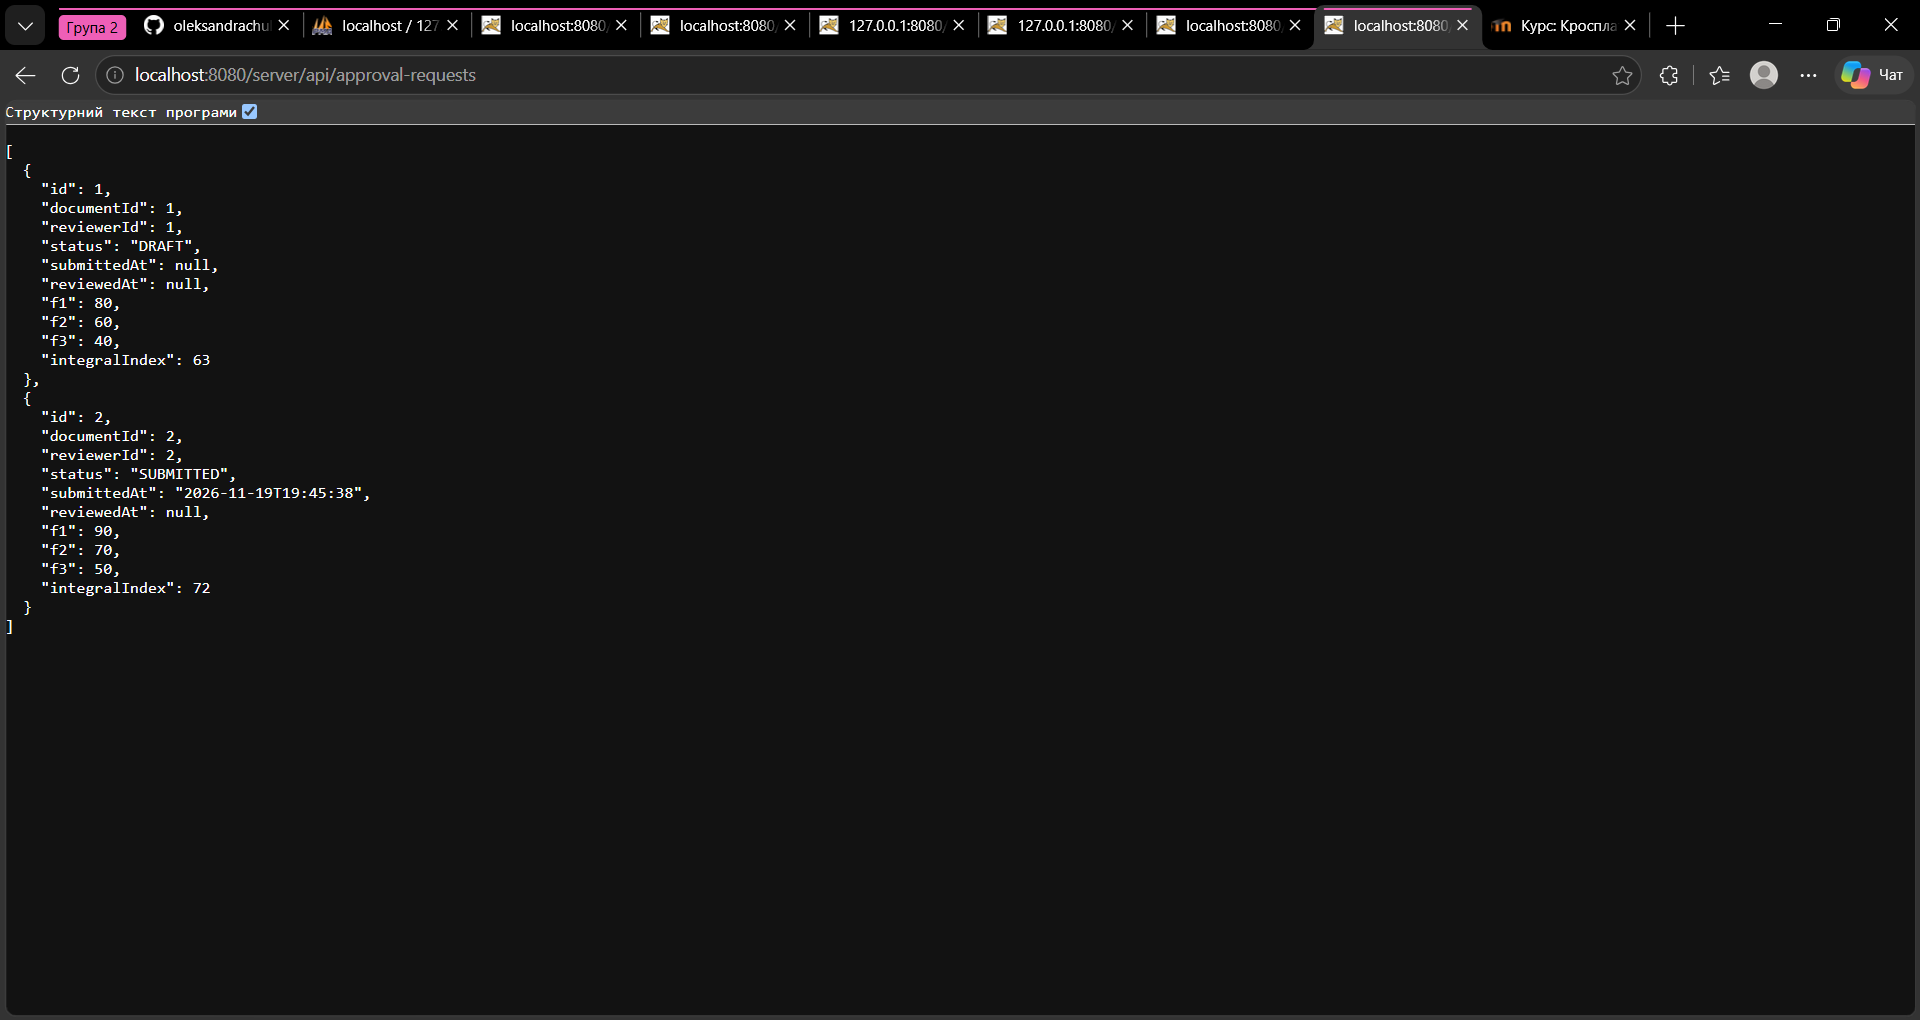 Група 2
oleksandrachu
localhost / 127
localhost:8080/
localhost:8080/
127.0.0.1:8080/
127.0.0.1:8080/
localhost:8080/
localhost:8080/
Курс: Кроспла
localhost:8080/server/api/approval-requests
Чат
Структурний текст програми
[
  {
    "id": 1,
    "documentId": 1,
    "reviewerId": 1,
    "status": "DRAFT",
    "submittedAt": null,
    "reviewedAt": null,
    "f1": 80,
    "f2": 60,
    "f3": 40,
    "integralIndex": 63
  },
  {
    "id": 2,
    "documentId": 2,
    "reviewerId": 2,
    "status": "SUBMITTED",
    "submittedAt": "2026-11-19T19:45:38",
    "reviewedAt": null,
    "f1": 90,
    "f2": 70,
    "f3": 50,
    "integralIndex": 72
  }
]